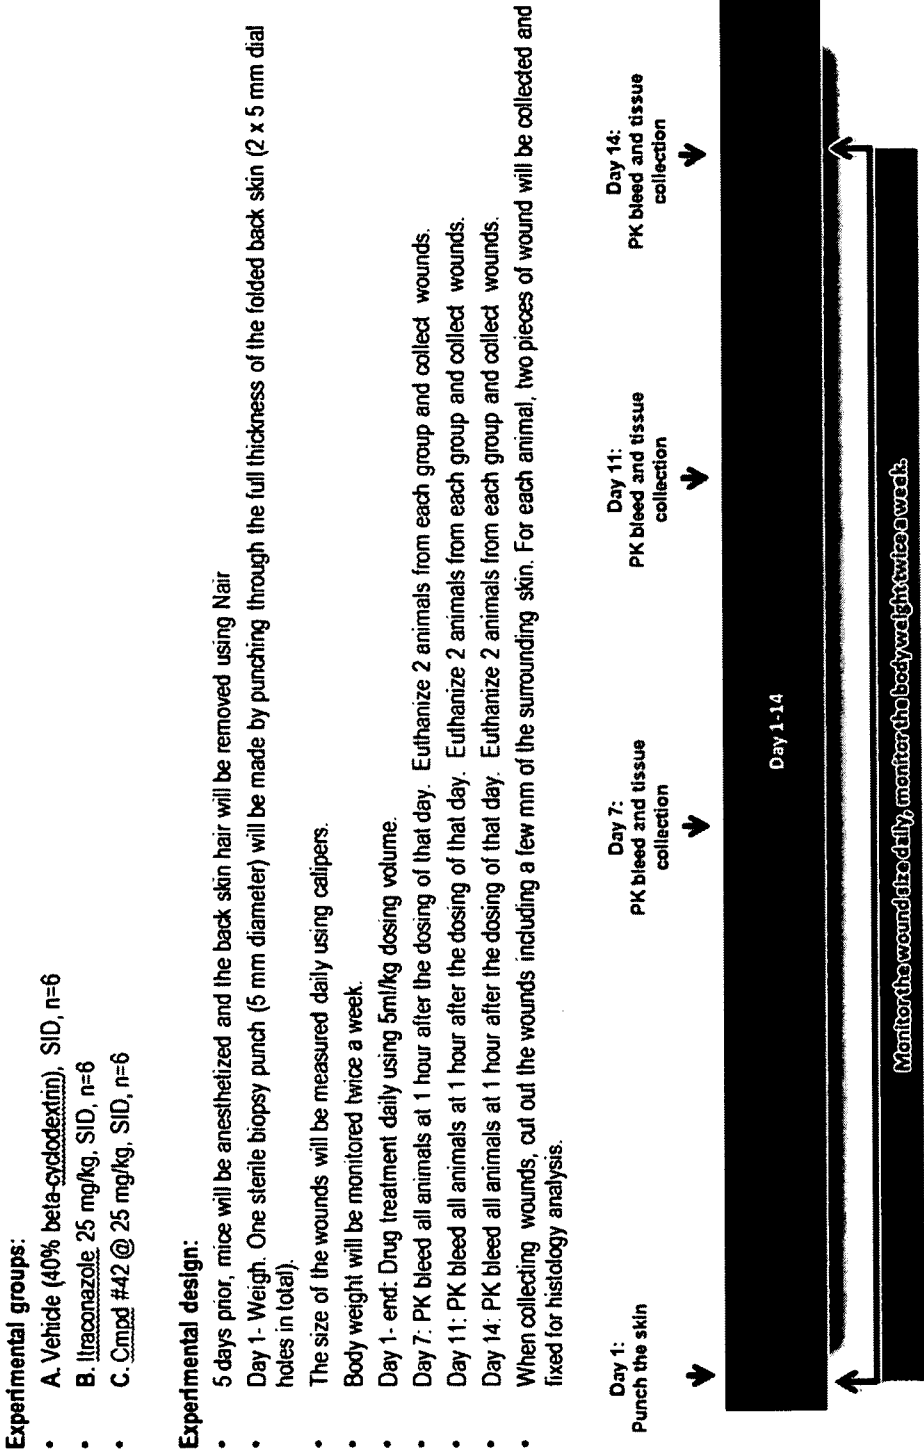 Experimental groups:
• A. Vehicle (40% beta-cyclodextrin), SID, n=6
• B. Itraconazole 25 mg/kg, SID, n=6
• C. Cmpd #42 @ 25 mg/kg, SID, n=6
Experimental design:
• 5 days prior, mice will be anesthetized and the back skin hair will be removed using Nair
• Day 1- Weigh. One sterile biopsy punch (5 mm diameter) will be made by punching through the full thickness of the folded back skin (2 x 5 mm dial
holes in total).
• The size of the wounds will be measured daily using calipers.
• Body weight will be monitored twice a week.
• Day 1- end: Drug treatment daily using 5ml/kg dosing volume.
• Day 7: PK bleed all animals at 1 hour after the dosing of that day. Euthanize 2 animals from each group and collect wounds.
• Day 11: PK bleed all animals at 1 hour after the dosing of that day. Euthanize 2 animals from each group and collect wounds.
• Day 14: PK bleed all animals at 1 hour after the dosing of that day. Euthanize 2 animals from each group and collect wounds.
• When collecting wounds, cut out the wounds including a few mm of the surrounding skin. For each animal, two pieces of wound will be collected and
fixed for histology analysis.
Day 1:
Punch the skin
Day 7:
PK bleed and tissue
collection
Day 11:
PK bleed and tissue
collection
Day 14:
PK bleed and tissue
collection
Day 1-14
Monitor the wound size daily, monitor the body weight twice a week.